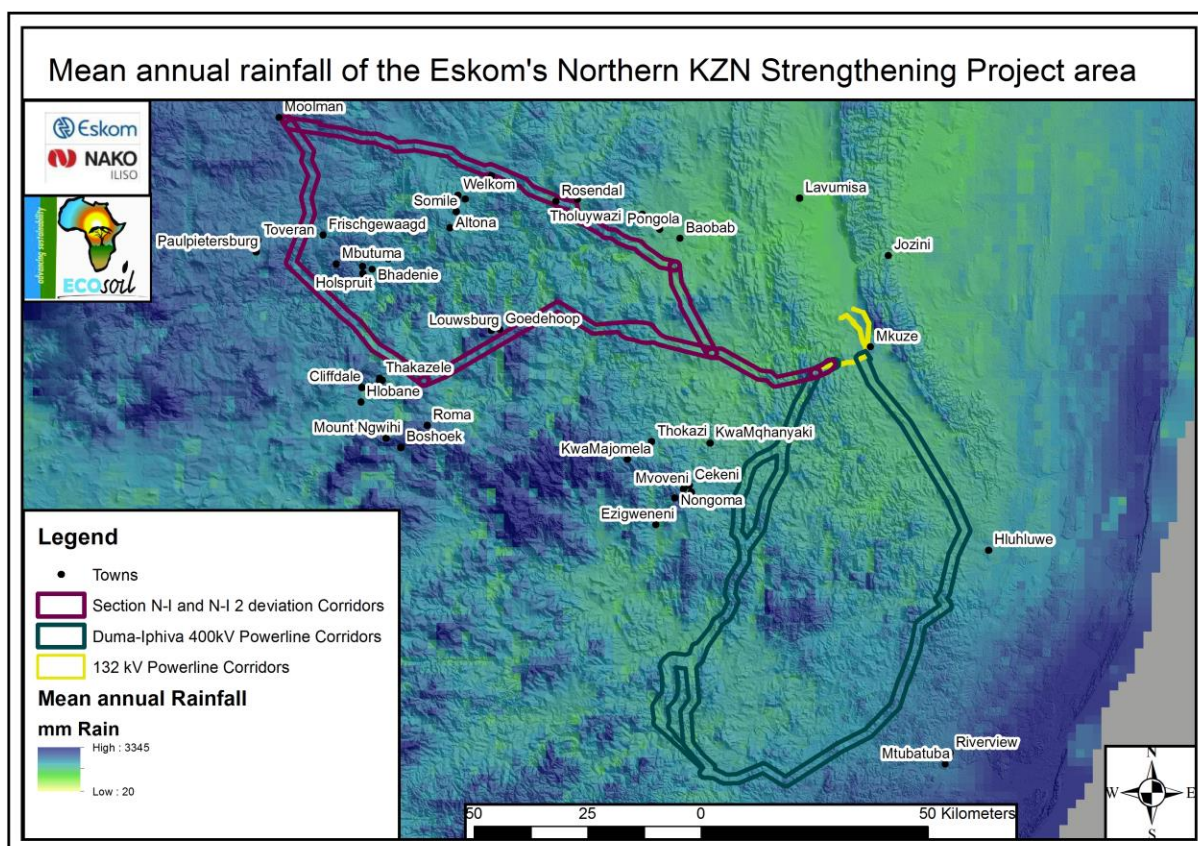 Mean annual rainfall of the Eskom's Northern KZN Strengthening Project area
Eskom
NAKO
ILISO
advancing sustainability
ECOsoil
Moolman
Welkom
Somile
Rosendal
Lavumisa
Tholuywazi
Pongola
Altona
Baobab
Toveran
Frischgewaagd
Paulpietersburg
Jozini
Mbutuma
Bhadenie
Holspruit
Louwsburg
Goedehoop
Mkuze
Thakazele
Cliffdale
Hlobane
Roma
Mount Ngwihi
Boshoek
Thokazi
KwaMqhanyaki
KwaMajomela
Mvoveni
Cekeni
Nongoma
Ezigweneni
Hluhluwe
Riverview
Mtubatuba
Legend
Towns
Section N-I and N-I 2 deviation Corridors
Duma-Iphiva 400kV Powerline Corridors
132 kV Powerline Corridors
Mean annual Rainfall
mm Rain
High : 3345
Low : 20
50 25 0 50 Kilometers
N
W E
S